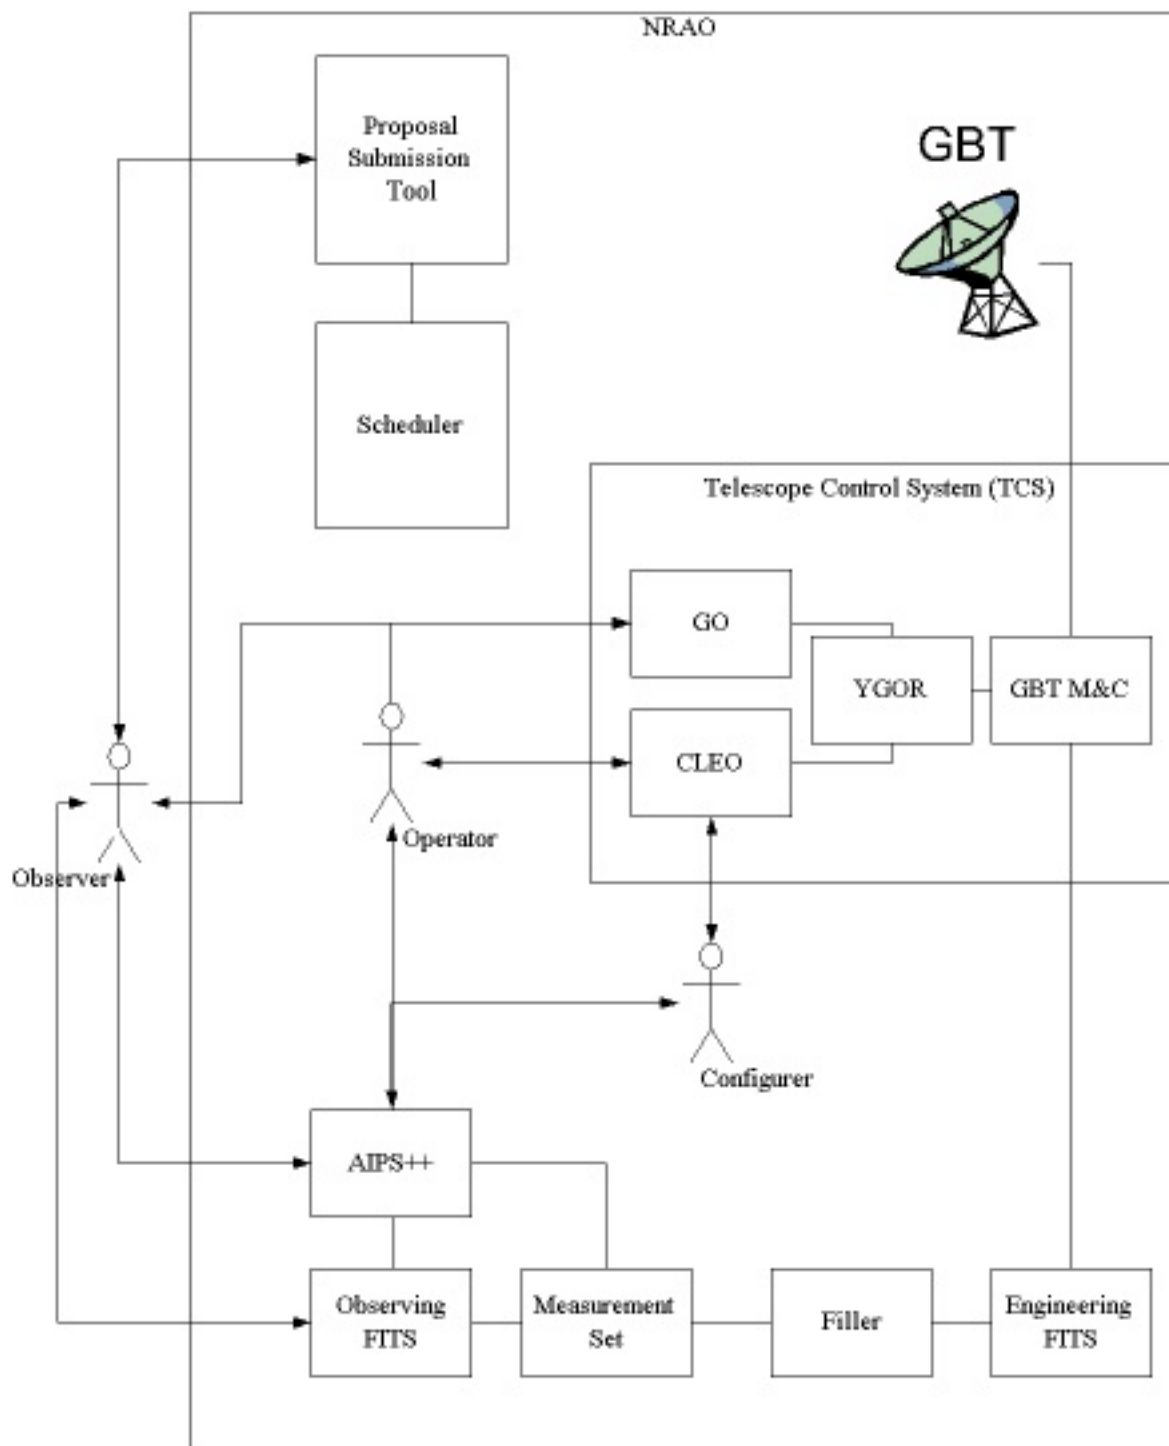 NRAO
Proposal
Submission
Tool
GBT
Scheduler
Telescope Control System (TCS)
GO
YGOR
GBT M&C
CLEO
Operator
Observer
Configurer
AIPS++
Observing
FITS
Measurement
Set
Filler
Engineering
FITS